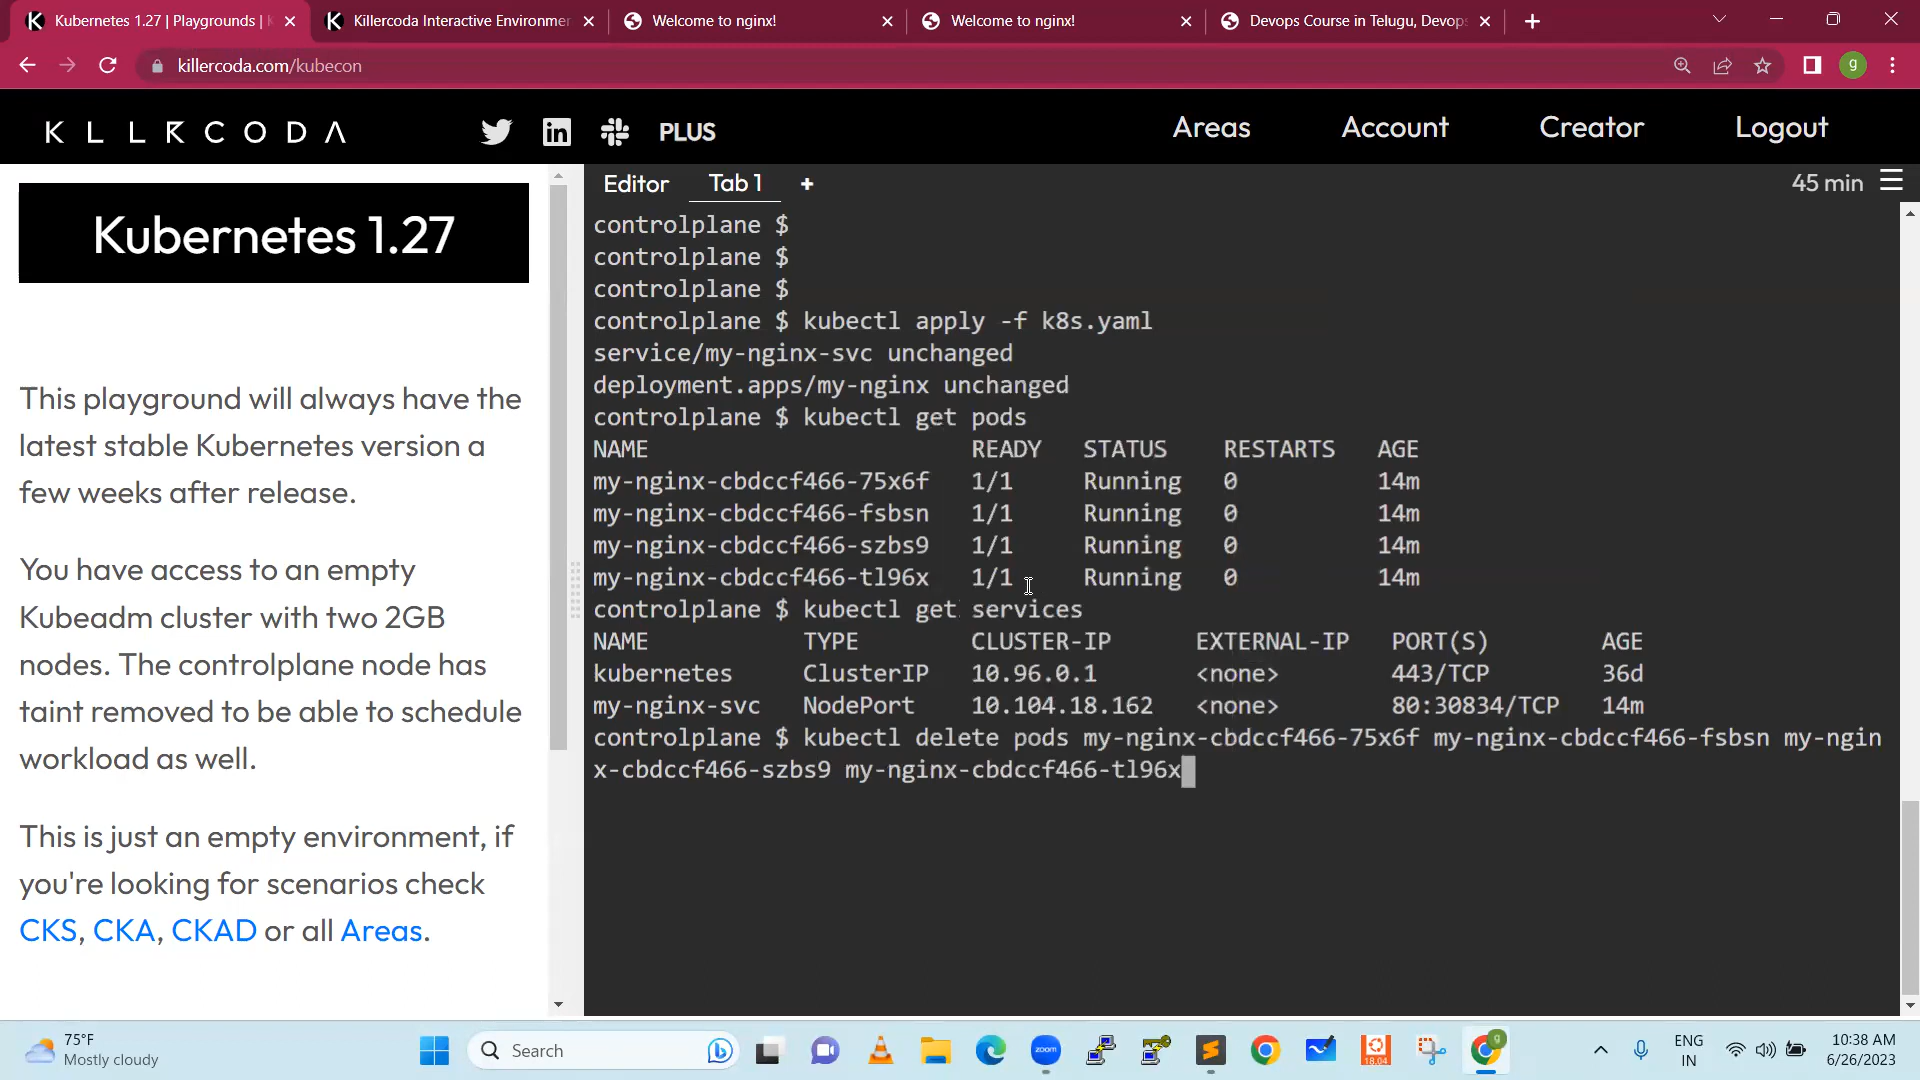 Kubernetes 1.27 | Playgrounds | K
Killercoda Interactive Environmen
Welcome to nginx!
Welcome to nginx!
Devops Course in Telugu, Devops
killercoda.com/kubecon
g
KLLRCODA
PLUS
Areas
Account
Creator
Logout
Kubernetes 1.27
This playground will always have the
latest stable Kubernetes version a
few weeks after release.
You have access to an empty
Kubeadm cluster with two 2GB
nodes. The controlplane node has
taint removed to be able to schedule
workload as well.
This is just an empty environment, if
you're looking for scenarios check
CKS, CKA, CKAD or all Areas.
Editor
Tab 1
+
45 min
controlplane $
controlplane $
controlplane $
controlplane $ kubectl apply -f k8s.yaml
service/my-nginx-svc unchanged
deployment.apps/my-nginx unchanged
controlplane $ kubectl get pods
NAME READY STATUS RESTARTS AGE
my-nginx-cbdccf466-75x6f 1/1 Running 0 14m
my-nginx-cbdccf466-fsbsn 1/1 Running 0 14m
my-nginx-cbdccf466-szbs9 1/1 Running 0 14m
my-nginx-cbdccf466-tl96x 1/1 Running 0 14m
controlplane $ kubectl get services
NAME TYPE CLUSTER-IP EXTERNAL-IP PORT(S) AGE
kubernetes ClusterIP 10.96.0.1 <none> 443/TCP 36d
my-nginx-svc NodePort 10.104.18.162 <none> 80:30834/TCP 14m
controlplane $ kubectl delete pods my-nginx-cbdccf466-75x6f my-nginx-cbdccf466-fsbsn my-ngin
x-cbdccf466-szbs9 my-nginx-cbdccf466-tl96x
75°F
Mostly cloudy
Search
zoom
18.04
g
ENG
IN
10:38 AM
6/26/2023